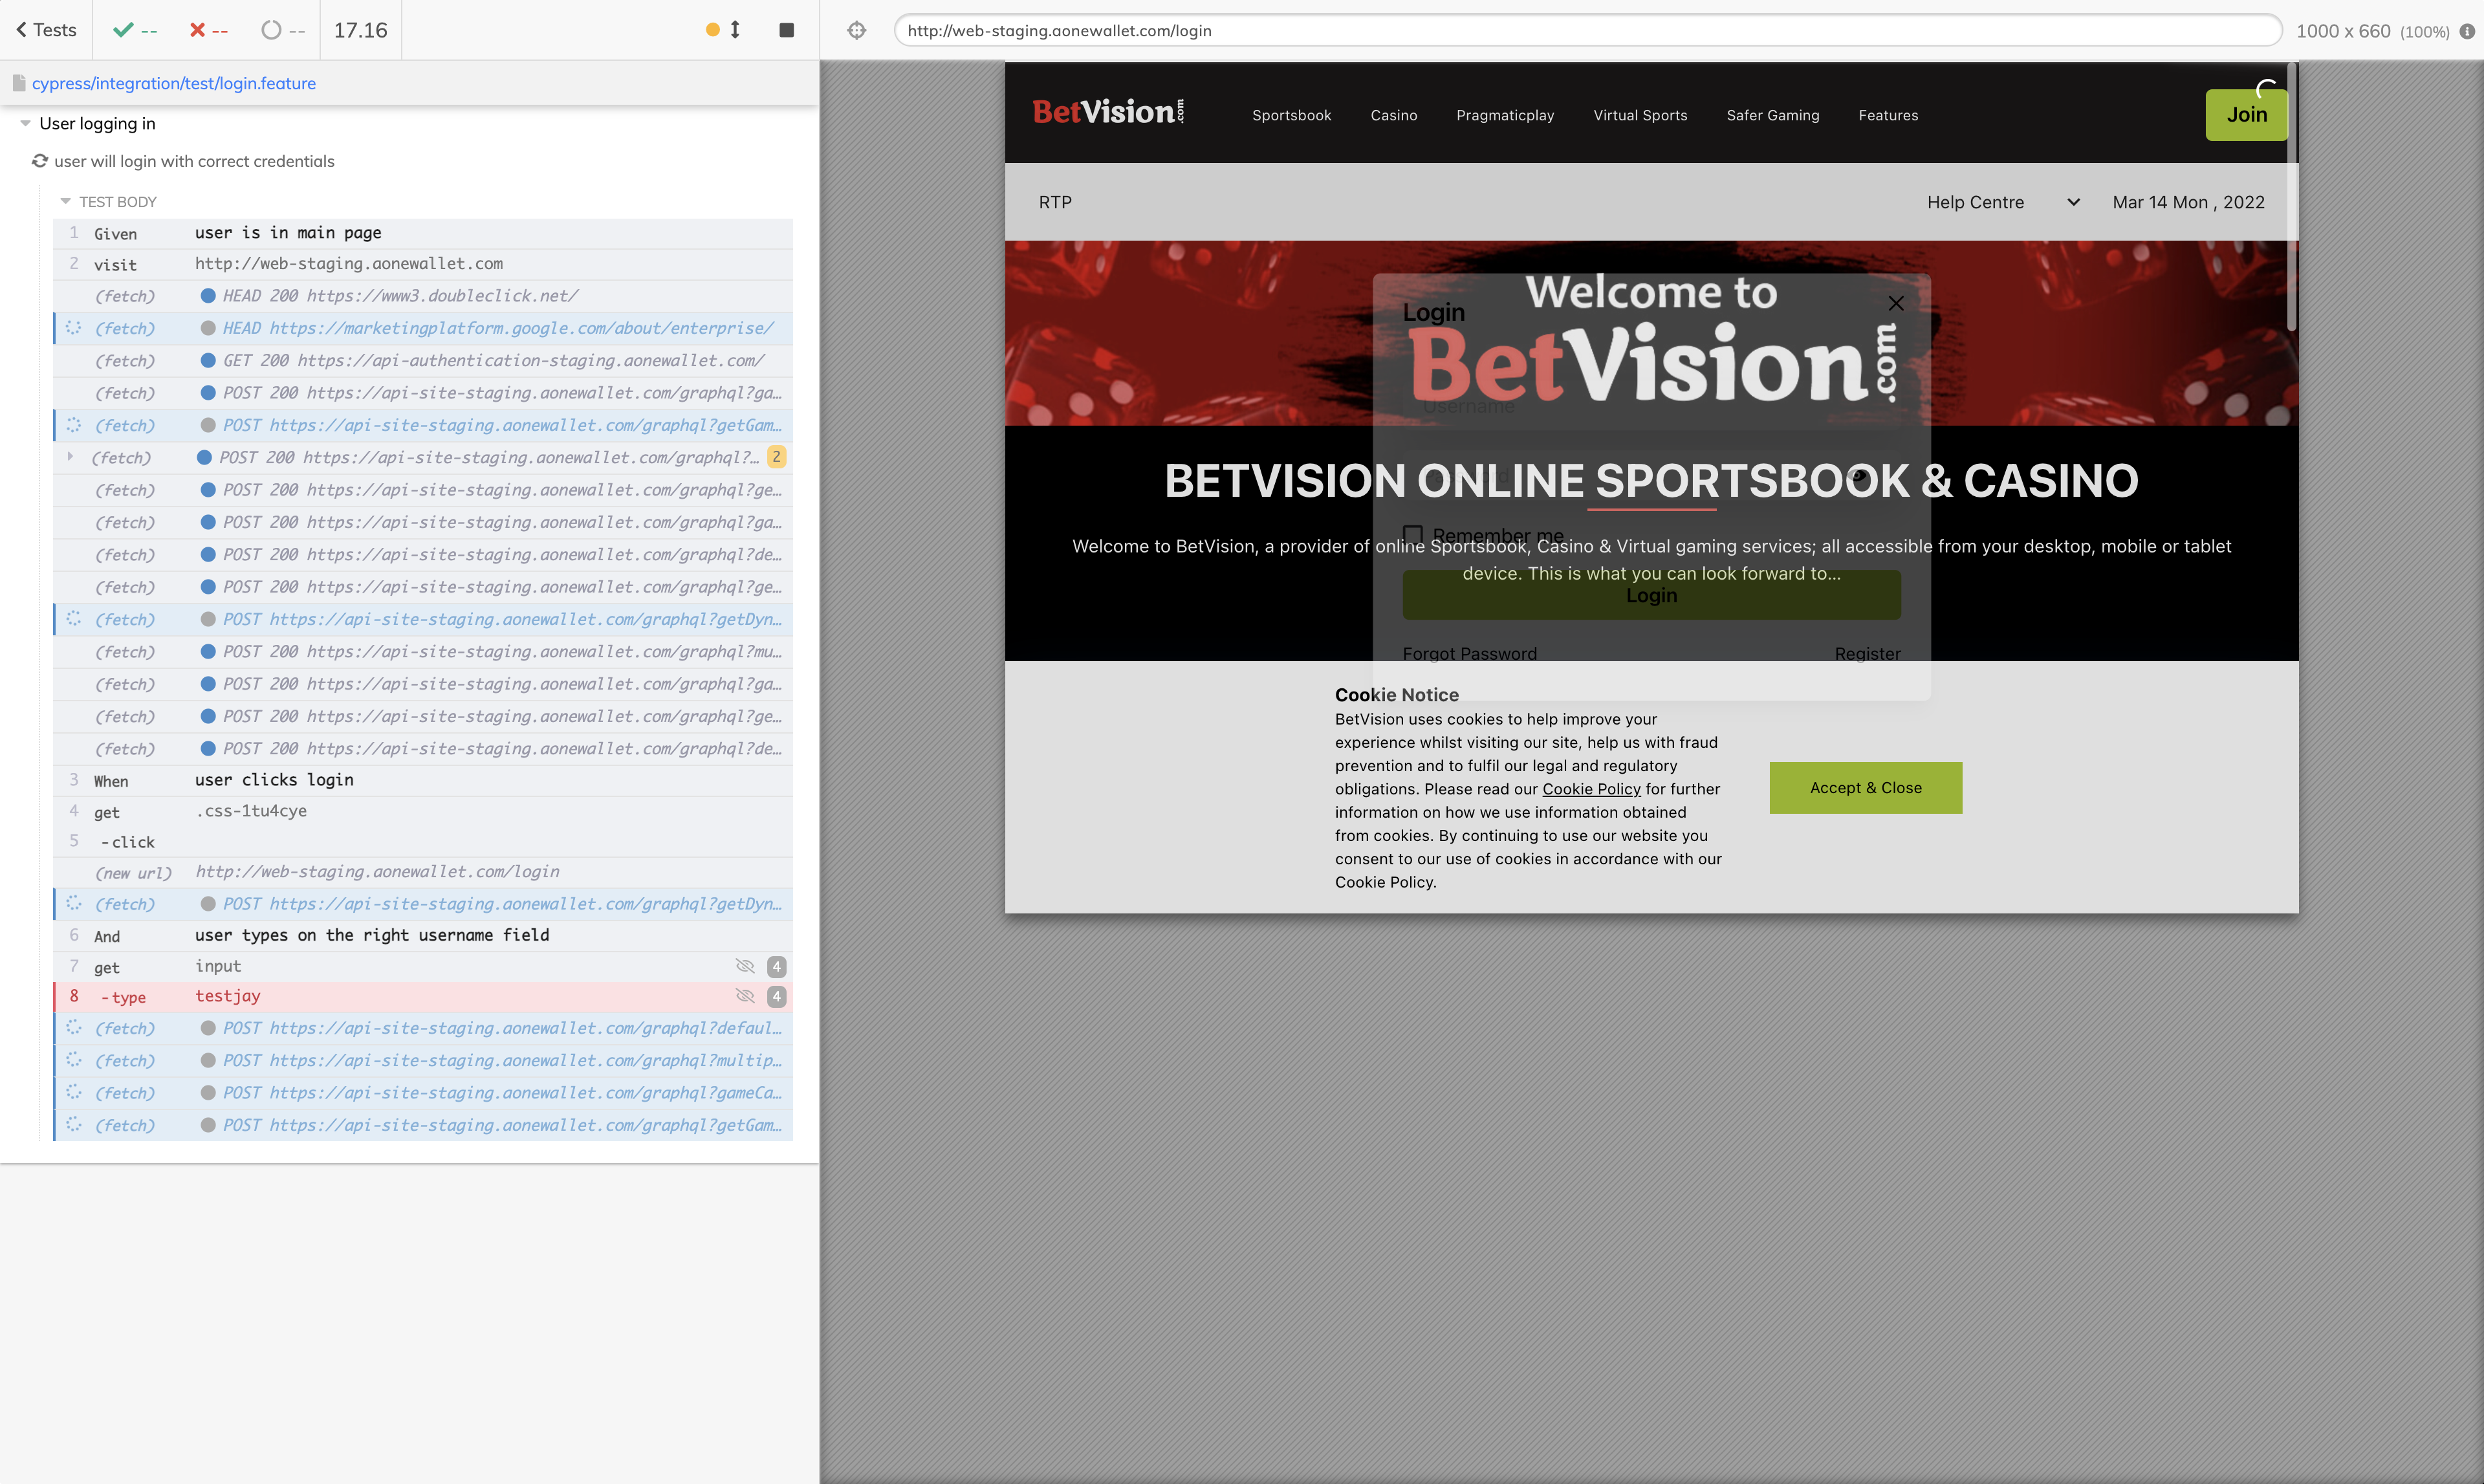 Tests
--
--
--
17.16
http://web-staging.aonewallet.com/login
1000 x 660 (100%)
cypress/integration/test/login.feature
User logging in
user will login with correct credentials
TEST BODY
1 Given user is in main page
2 visit http://web-staging.aonewallet.com
(fetch) HEAD 200 https://www3.doubleclick.net/
(fetch) HEAD https://marketingplatform.google.com/about/enterprise/
(fetch) GET 200 https://api-authentication-staging.aonewallet.com/
(fetch) POST 200 https://api-site-staging.aonewallet.com/graphql?ga…
(fetch) POST https://api-site-staging.aonewallet.com/graphql?getGam…
(fetch) POST 200 https://api-site-staging.aonewallet.com/graphql?… 2
(fetch) POST 200 https://api-site-staging.aonewallet.com/graphql?ge…
(fetch) POST 200 https://api-site-staging.aonewallet.com/graphql?ga…
(fetch) POST 200 https://api-site-staging.aonewallet.com/graphql?de…
(fetch) POST 200 https://api-site-staging.aonewallet.com/graphql?ge…
(fetch) POST https://api-site-staging.aonewallet.com/graphql?getDyn…
(fetch) POST 200 https://api-site-staging.aonewallet.com/graphql?mu…
(fetch) POST 200 https://api-site-staging.aonewallet.com/graphql?ga…
(fetch) POST 200 https://api-site-staging.aonewallet.com/graphql?ge…
(fetch) POST 200 https://api-site-staging.aonewallet.com/graphql?de…
3 When user clicks login
4 get .css-1tu4cye
5 -click
(new url) http://web-staging.aonewallet.com/login
(fetch) POST https://api-site-staging.aonewallet.com/graphql?getDyn…
6 And user types on the right username field
7 get input 4
8 -type testjay 4
(fetch) POST https://api-site-staging.aonewallet.com/graphql?defaul…
(fetch) POST https://api-site-staging.aonewallet.com/graphql?multip…
(fetch) POST https://api-site-staging.aonewallet.com/graphql?gameCa…
(fetch) POST https://api-site-staging.aonewallet.com/graphql?getGam…
BetVision.com
Sportsbook Casino Pragmaticplay Virtual Sports Safer Gaming Features
Join
RTP
Help Centre
Mar 14 Mon , 2022
Welcome to
BetVision.com
Login
Username
BETVISION ONLINE SPORTSBOOK & CASINO
Remember me
Welcome to BetVision, a provider of online Sportsbook, Casino & Virtual gaming services; all accessible from your desktop, mobile or tablet
device. This is what you can look forward to...
Login
Forgot Password
Register
Cookie Notice
BetVision uses cookies to help improve your
experience whilst visiting our site, help us with fraud
prevention and to fulfil our legal and regulatory
obligations. Please read our Cookie Policy for further
information on how we use information obtained
from cookies. By continuing to use our website you
consent to our use of cookies in accordance with our
Cookie Policy.
Accept & Close